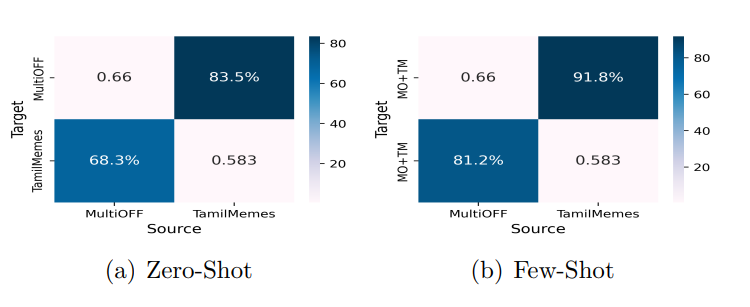 Target
MultiOFF
TamilMemes
0.66
83.5%
68.3%
0.583
MultiOFF
TamilMemes
Source
80
60
40
20
(a) Zero-Shot
Target
MO+TM
MO+TM
0.66
91.8%
81.2%
0.583
MultiOFF
TamilMemes
Source
80
60
40
20
(b) Few-Shot